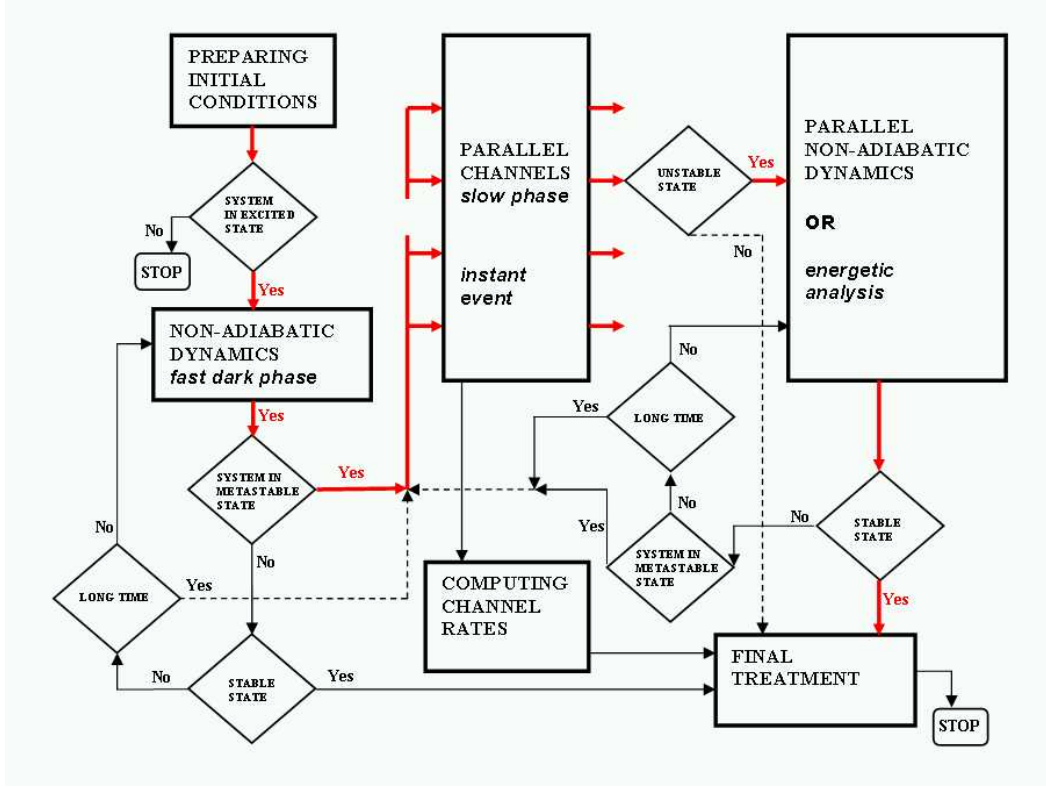 PREPARING
INITIAL
CONDITIONS
SYSTEM
IN EXCITED
STATE
No
STOP
Yes
NON-ADIABATIC
DYNAMICS
fast dark phase
Yes
SYSTEM IN
METASTABLE
STATE
Yes
No
No
LONG TIME
Yes
No
STABLE
STATE
Yes
PARALLEL
CHANNELS
slow phase
instant
event
COMPUTING
CHANNEL
RATES
UNSTABLE
STATE
Yes
No
PARALLEL
NON-ADIABATIC
DYNAMICS
OR
energetic
analysis
No
LONG TIME
Yes
No
SYSTEM IN
METASTABLE
STATE
Yes
No
STABLE
STATE
Yes
FINAL
TREATMENT
STOP